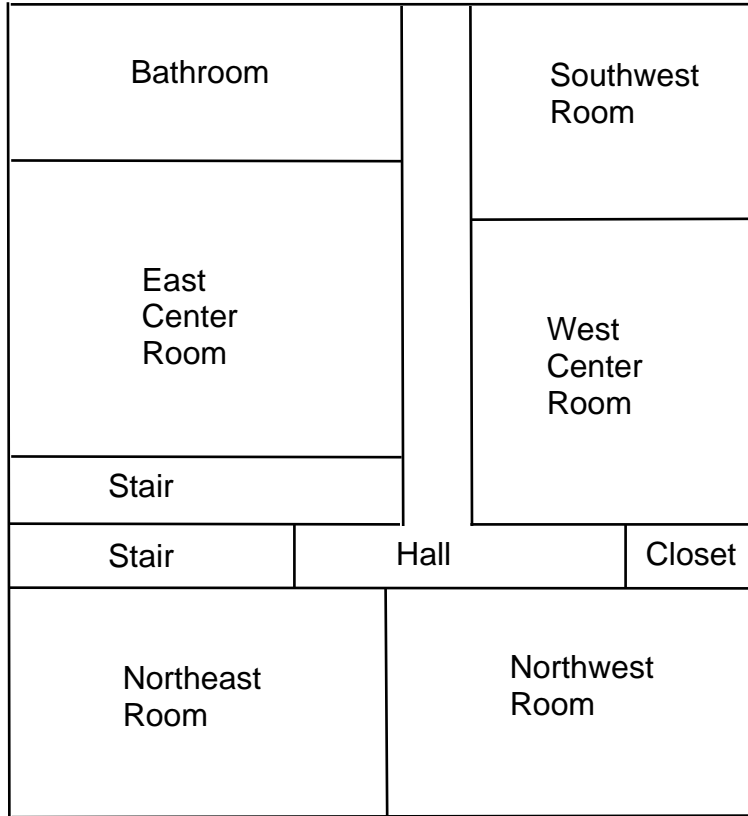 Bathroom
Southwest
Room
East
Center
Room
West
Center
Room
Stair
Stair
Hall
Closet
Northeast
Room
Northwest
Room